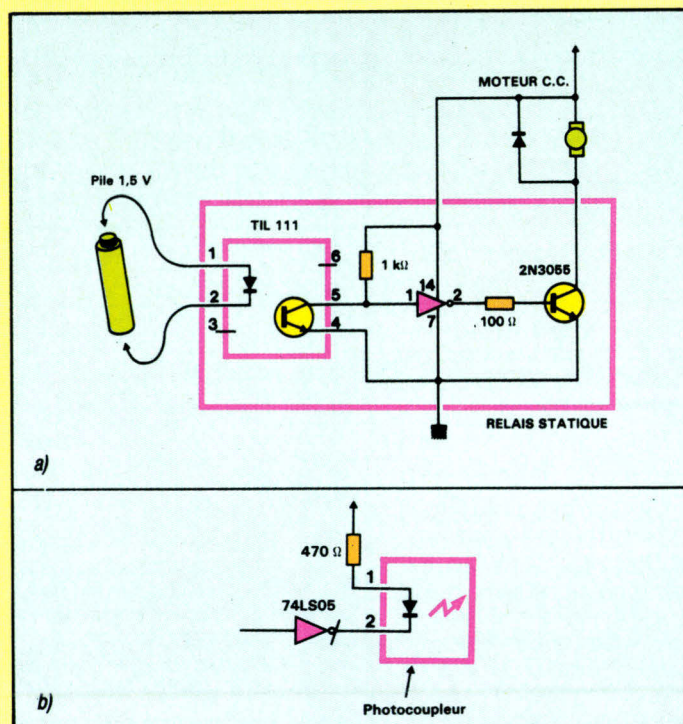 MOTEUR C.C.
Pile 1,5 V
TIL 111
1
6
1 kΩ
14
2N3055
2
5
1
2
3
4
7
100 Ω
RELAIS STATIQUE
a)
470 Ω
1
74LS05
2
b)
Photocoupleur